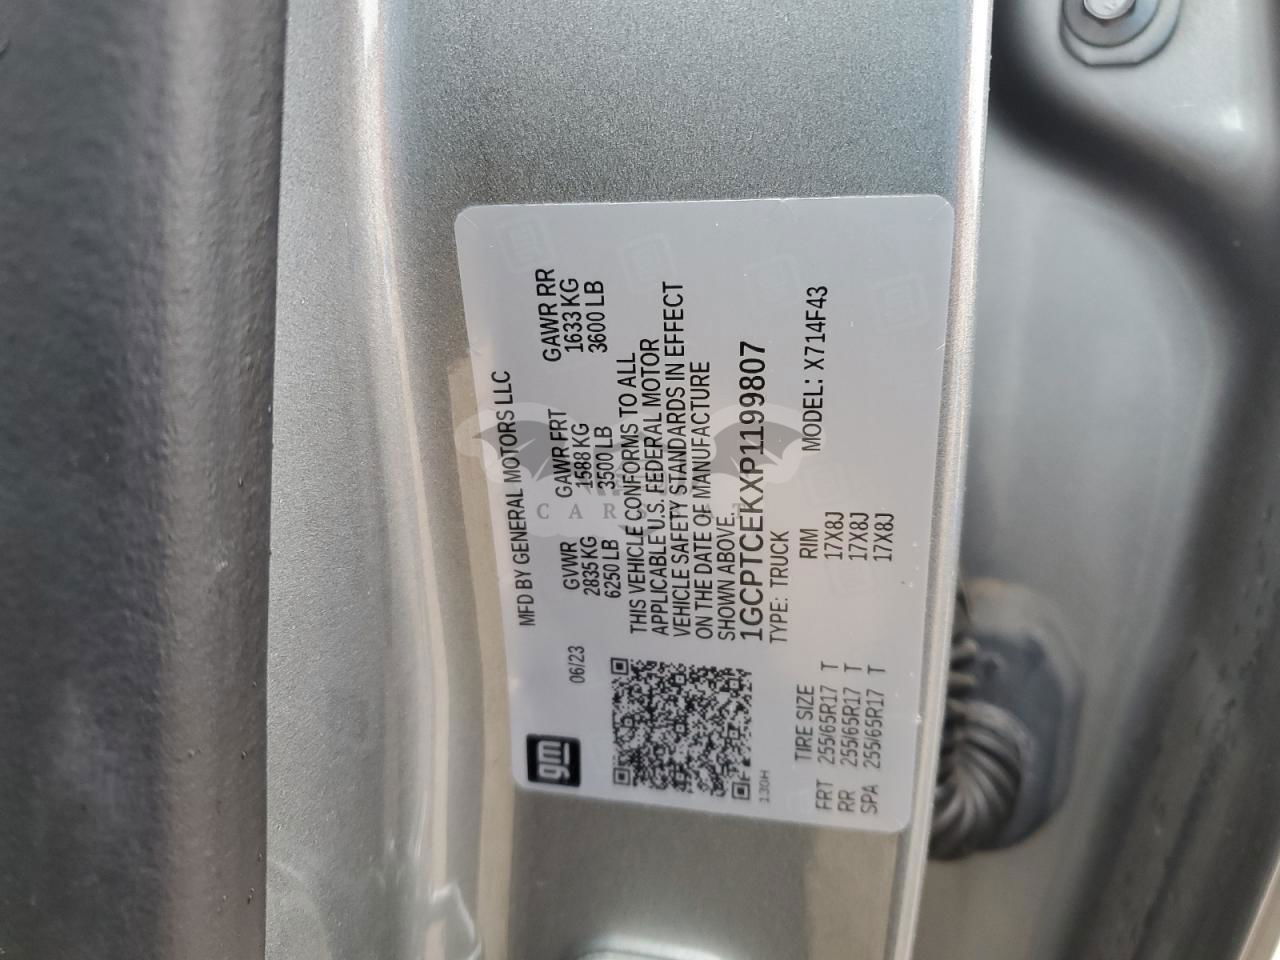 gm
MFD BY GENERAL MOTORS LLC
06/23
GVWR GAWR FRT GAWR RR
2835 KG 1588 KG 1633 KG
6250 LB 3500 LB 3600 LB
THIS VEHICLE CONFORMS TO ALL
APPLICABLE U.S. FEDERAL MOTOR
VEHICLE SAFETY STANDARDS IN EFFECT
ON THE DATE OF MANUFACTURE
SHOWN ABOVE.
1GCPTCEKXP1199807
TYPE: TRUCK MODEL: X714F43
130H
TIRE SIZE RIM
FRT 255/65R17 T 17X8J
RR 255/65R17 T 17X8J
SPA 255/65R17 T 17X8J